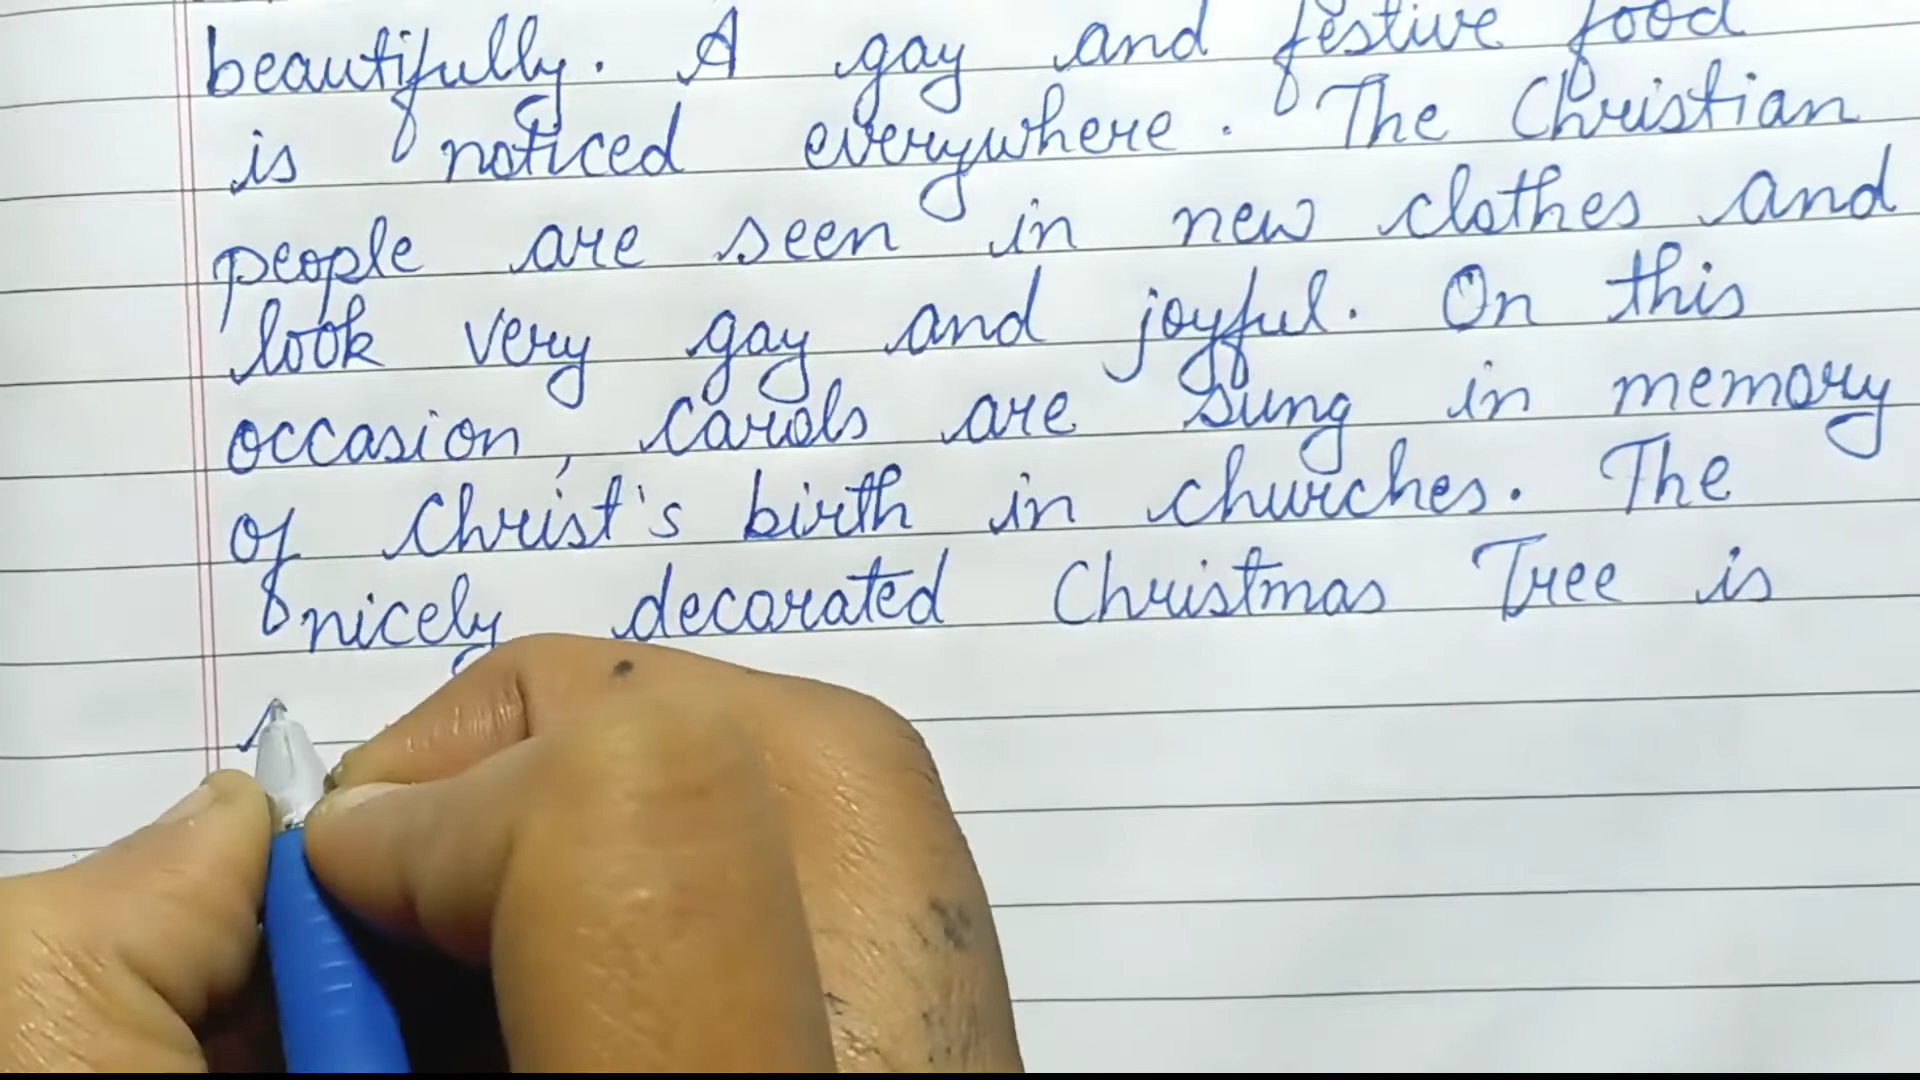 beautifully. A gay and festive food
is noticed everywhere. The Christian
people are seen in new clothes and
look very gay and joyful. On this
occasion, carols are sung in memory
of Christ's birth in churches. The
nicely decorated Christmas Tree is